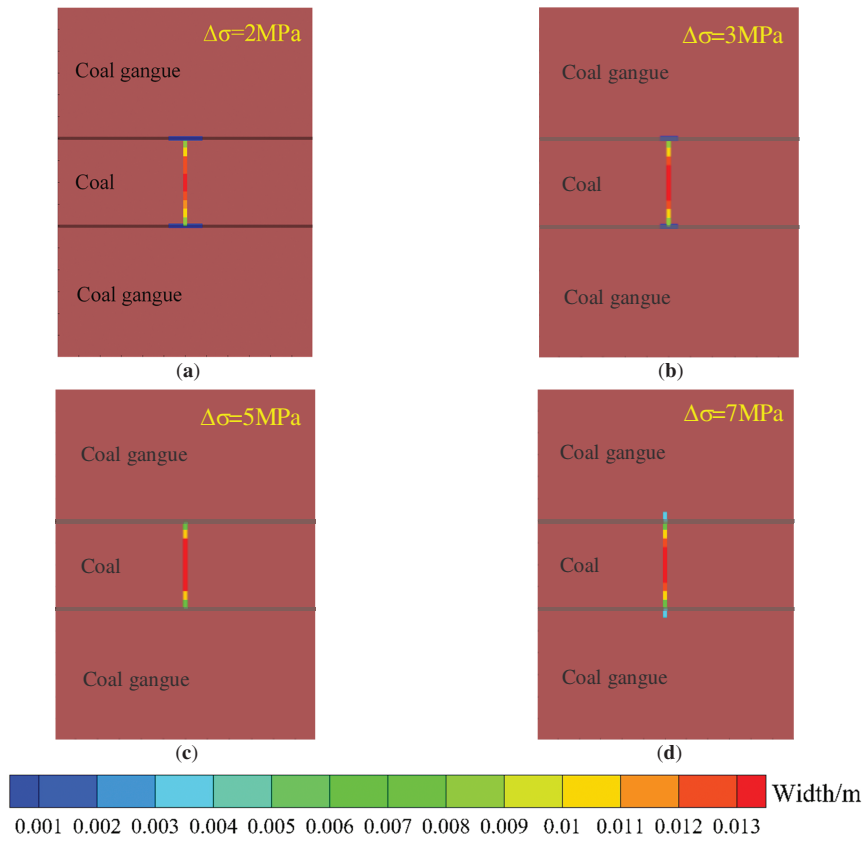 Δσ=2MPa
Coal gangue
Coal
Coal gangue
(a)
Δσ=3MPa
Coal gangue
Coal
Coal gangue
(b)
Δσ=5MPa
Coal gangue
Coal
Coal gangue
(c)
Δσ=7MPa
Coal gangue
Coal
Coal gangue
(d)
Width/m
0.001 0.002 0.003 0.004 0.005 0.006 0.007 0.008 0.009 0.01 0.011 0.012 0.013